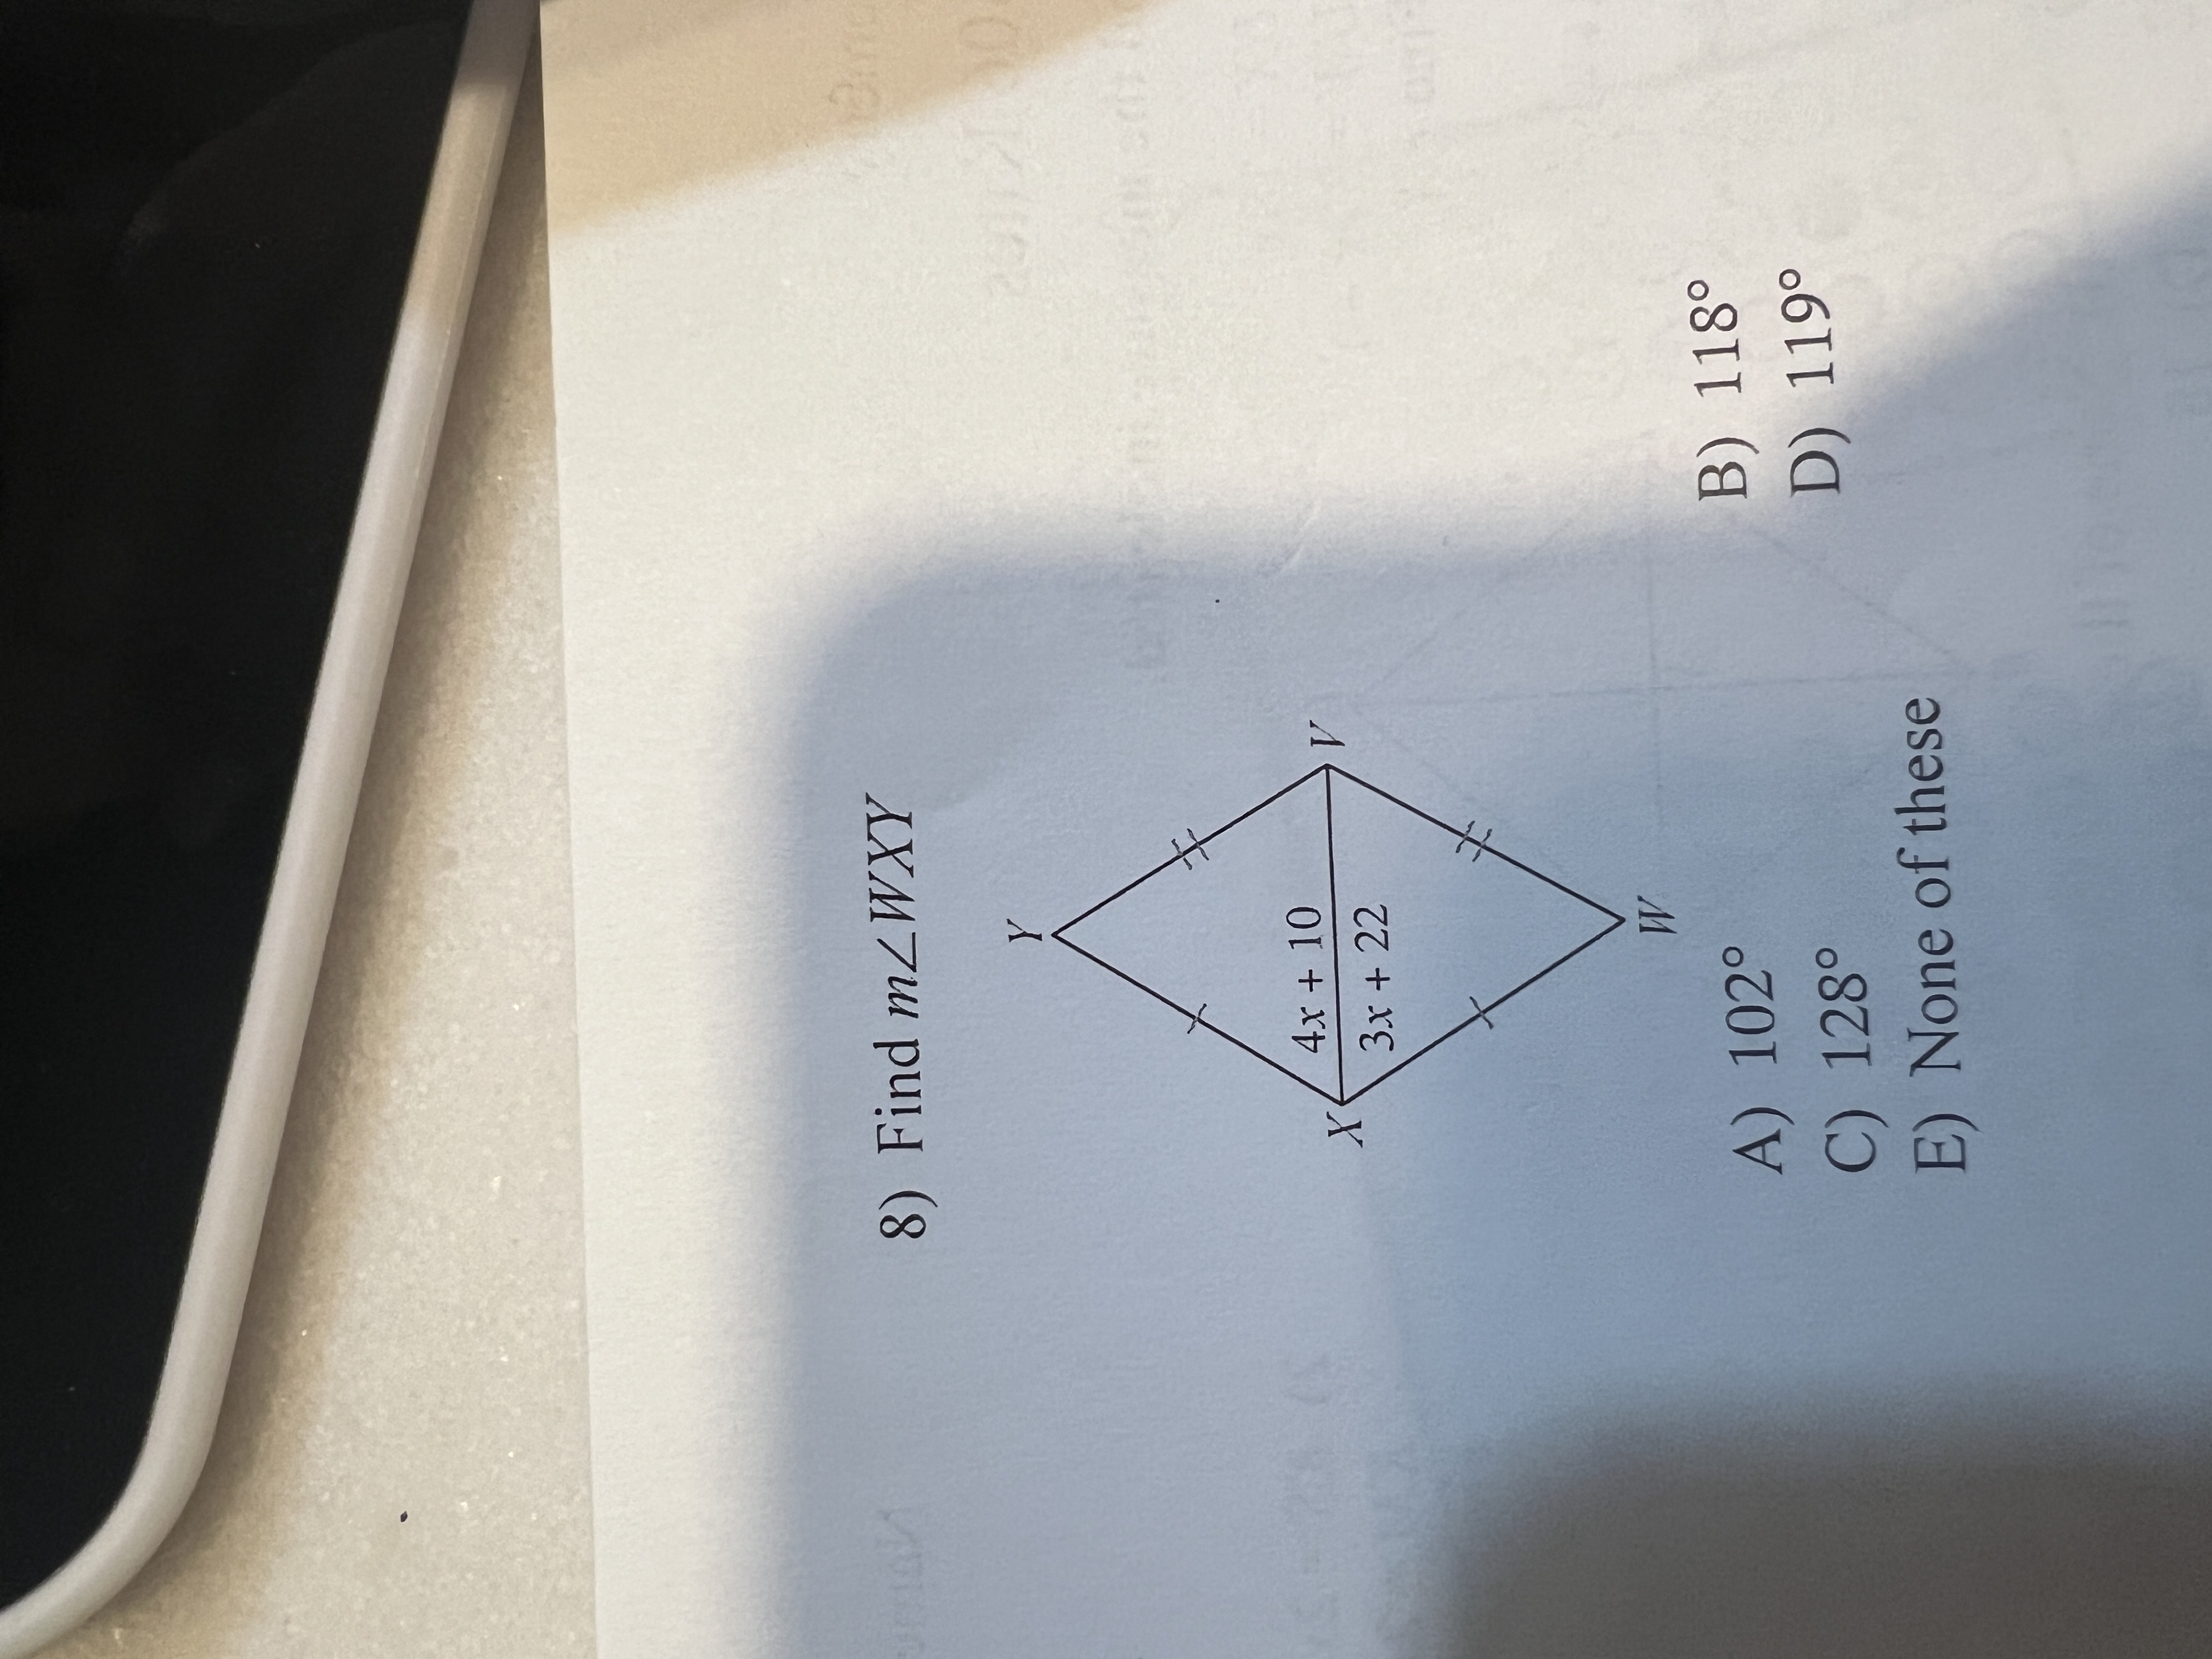 8) Find m∠WXY
Y
4x + 10
X
V
3x + 22
W
A) 102° B) 118°
C) 128° D) 119°
E) None of these